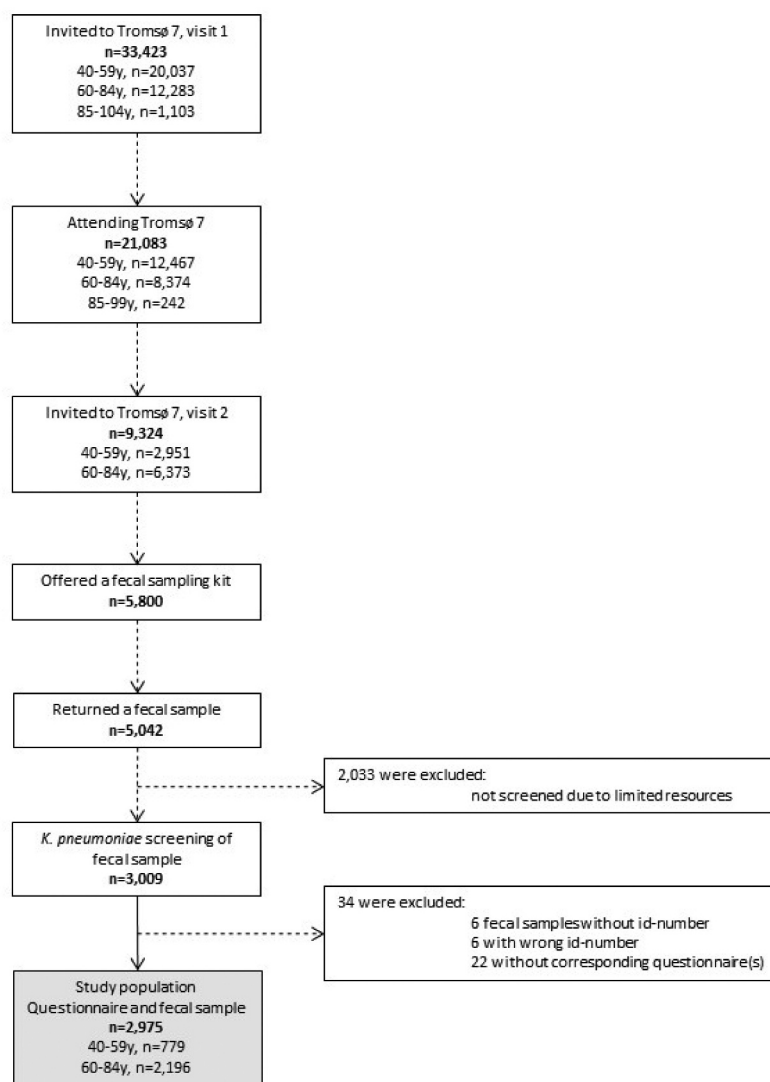 Invited to Tromsø 7, visit 1
n=33,423
40-59y, n=20,037
60-84y, n=12,283
85-104y, n=1,103
Attending Tromsø 7
n=21,083
40-59y, n=12,467
60-84y, n=8,374
85-99y, n=242
Invited to Tromsø 7, visit 2
n=9,324
40-59y, n=2,951
60-84y, n=6,373
Offered a fecal sampling kit
n=5,800
Returned a fecal sample
n=5,042
2,033 were excluded:
not screened due to limited resources
K. pneumoniae screening of
fecal sample
n=3,009
34 were excluded:
6 fecal samples without id-number
6 with wrong id-number
22 without corresponding questionnaire(s)
Study population
Questionnaire and fecal sample
n=2,975
40-59y, n=779
60-84y, n=2,196